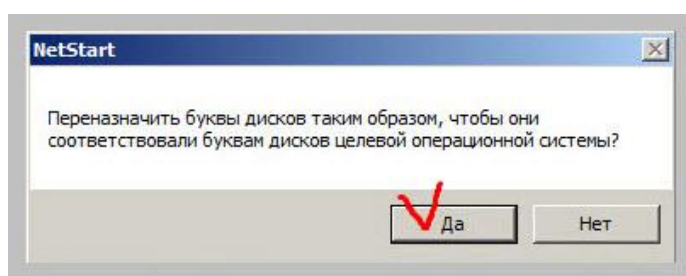 NetStart
Переназначить буквы дисков таким образом, чтобы они
соответствовали буквам дисков целевой операционной системы?
Да
Нет